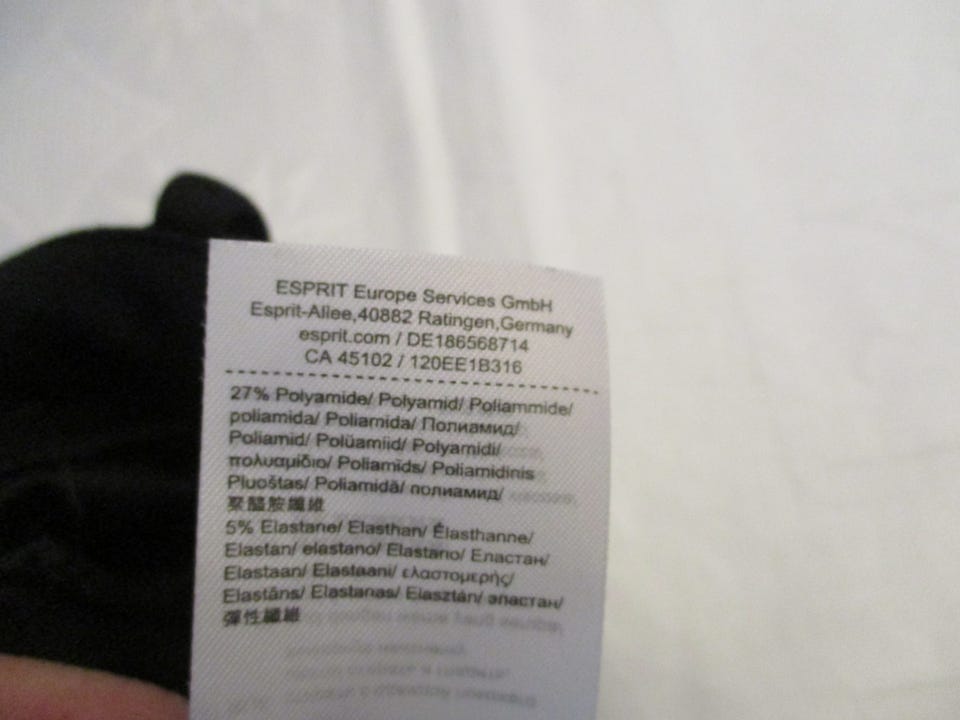 ESPRIT Europe Services GmbH
Esprit-Allee,40882 Ratingen,Germany
esprit.com / DE186568714
CA 45102 / 120EE1B316
27% Polyamide/ Polyamid/ Poliammide/
poliamida/ Poliamida/ Полиамид/
Poliamid/ Polüamiid/ Polyamidi/
πολυαμίδιο/ Poliamīds/ Poliamidinis
Pluoštas/ Poliamidă/ полиамид/
聚醯胺纖維
5% Elastane/ Elasthan/ Élasthanne/
Elastan/ elastano/ Elastano/ Еластан/
Elastaan/ Elastaani/ ελαστομερής/
Elastāns/ Elastanas/ Elasztán/ эластан/
彈性纖維